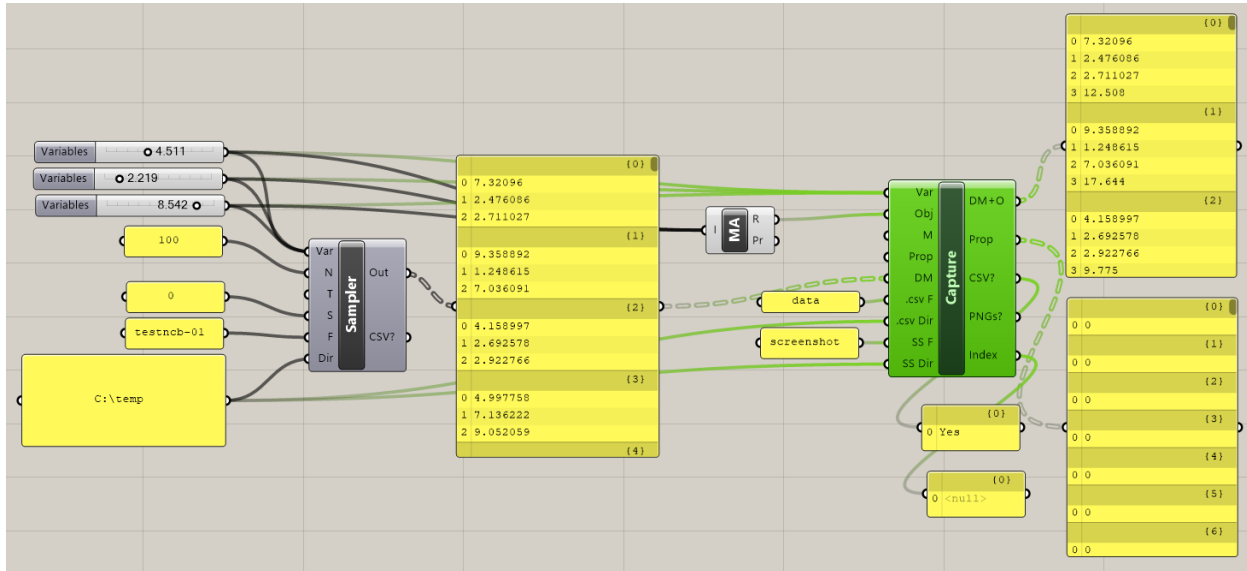 Variables 4.511
Variables 2.219
Variables 8.542
100
0
testncb-01
C:\temp
Var
N
T
S
F
Dir
Sampler
Out
CSV?
{0}
0 7.32096
1 2.476086
2 2.711027
{1}
0 9.358892
1 1.248615
2 7.036091
{2}
0 4.158997
1 2.692578
2 2.922766
{3}
0 4.997758
1 7.136222
2 9.052059
{4}
I
MA
R
Pr
data
screenshot
Var
Obj
M
Prop
DM
.csv F
.csv Dir
SS F
SS Dir
Capture
DM+O
Prop
CSV?
PNGs?
Index
{0}
0 Yes
{0}
0 <null>
{0}
0 7.32096
1 2.476086
2 2.711027
3 12.508
{1}
0 9.358892
1 1.248615
2 7.036091
3 17.644
{2}
0 4.158997
1 2.692578
2 2.922766
3 9.775
{0}
0 0
{1}
0 0
{2}
0 0
{3}
0 0
{4}
0 0
{5}
0 0
{6}
0 0